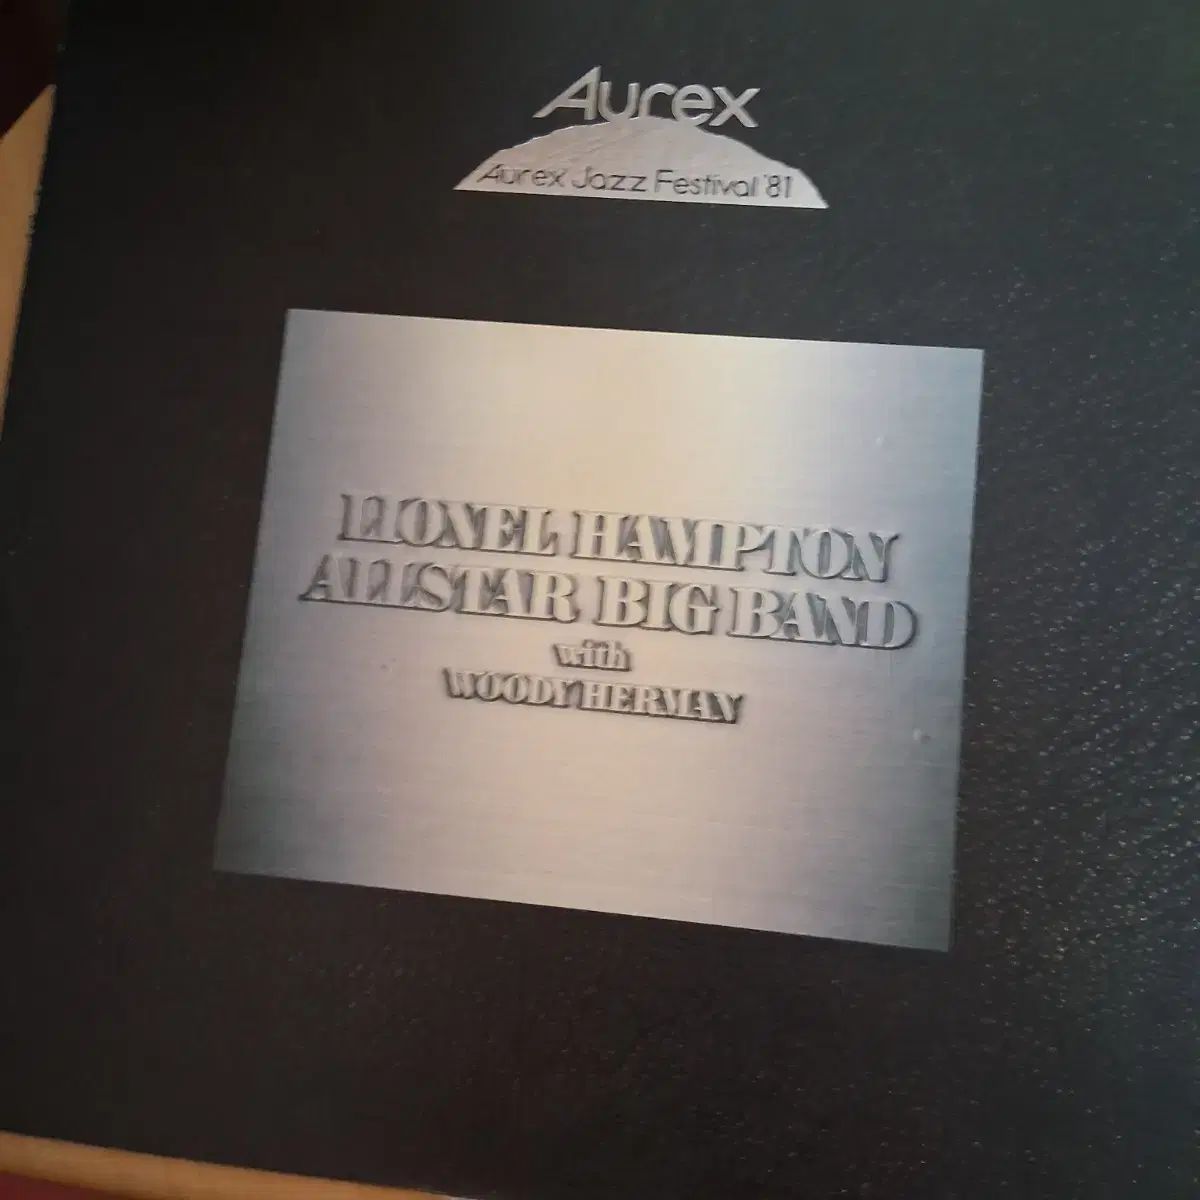 Aurex
Aurex Jazz Festival '81
LIONEL HAMPTON
ALLSTAR BIG BAND
with
WOODY HERMAN